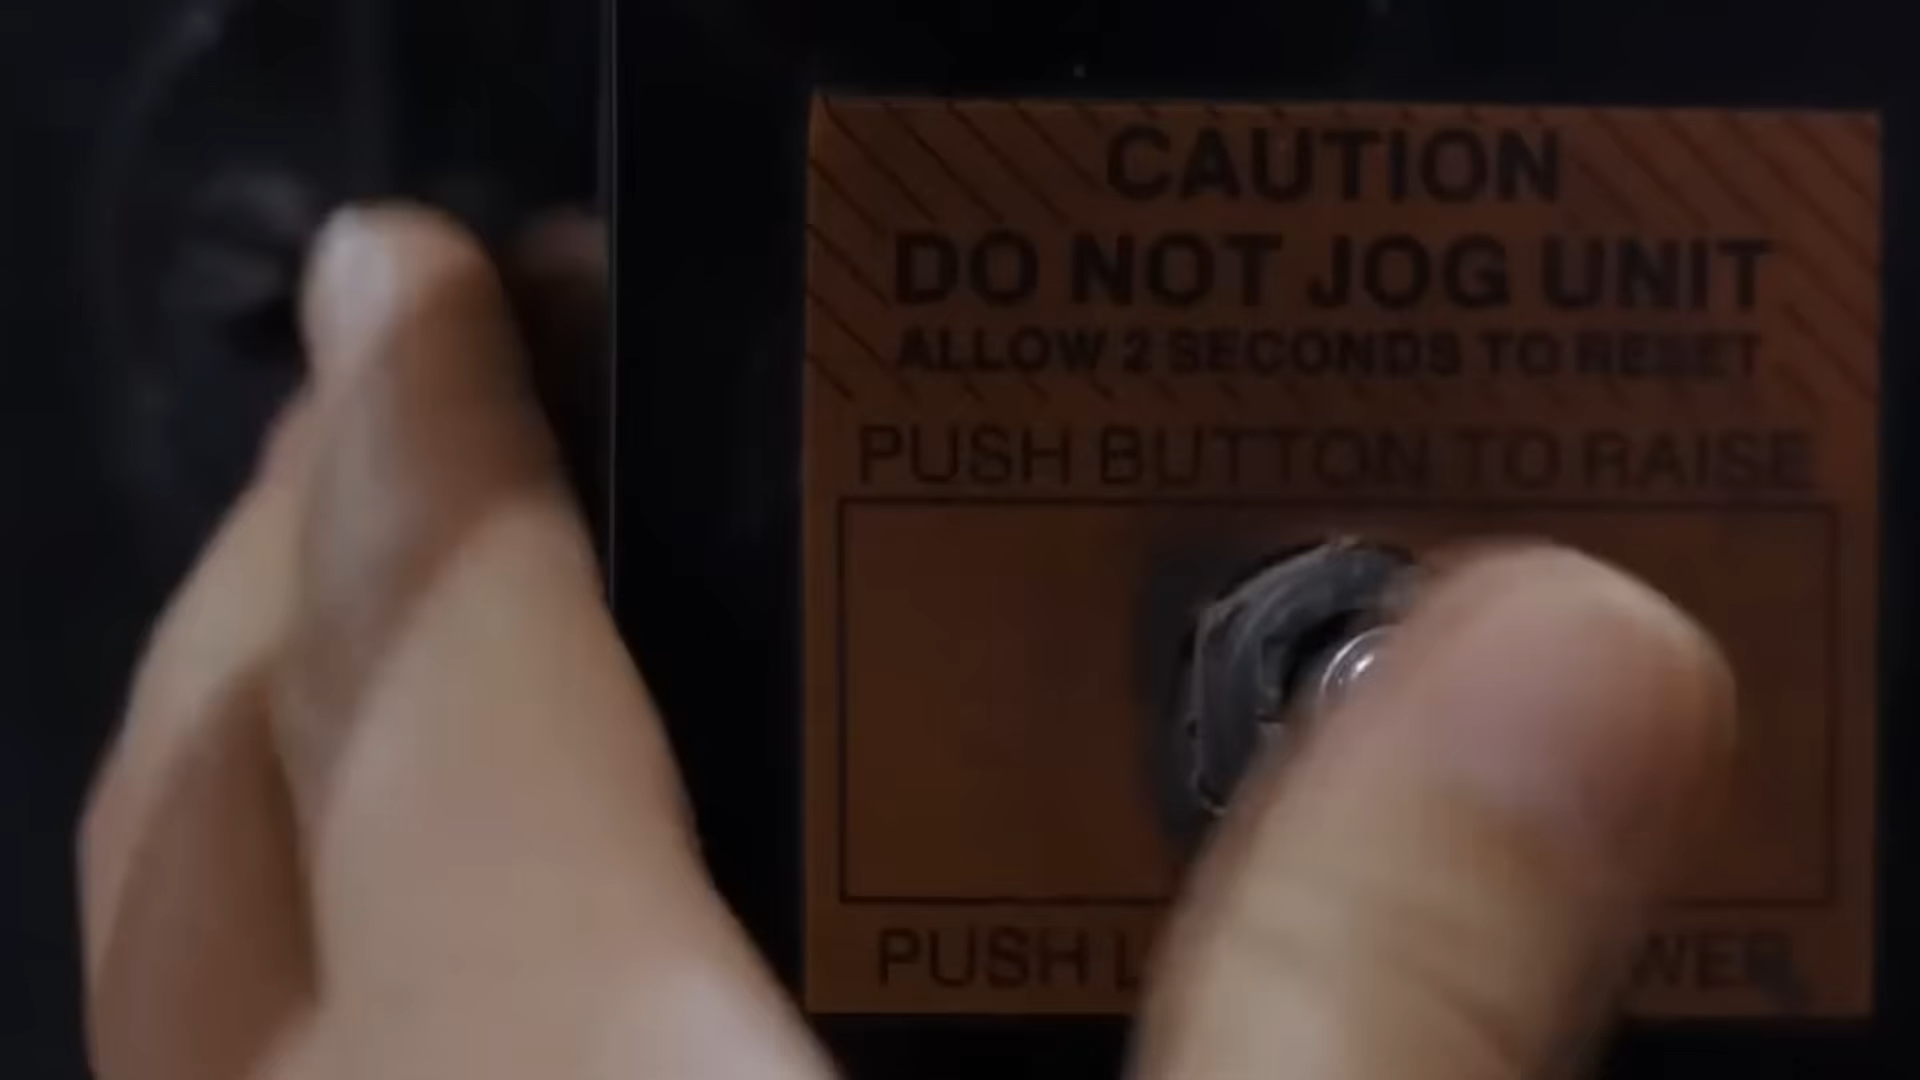 CAUTION
DO NOT JOG UNIT
ALLOW 2 SECONDS TO RESET
PUSH BUTTON TO RAISE
PUSH